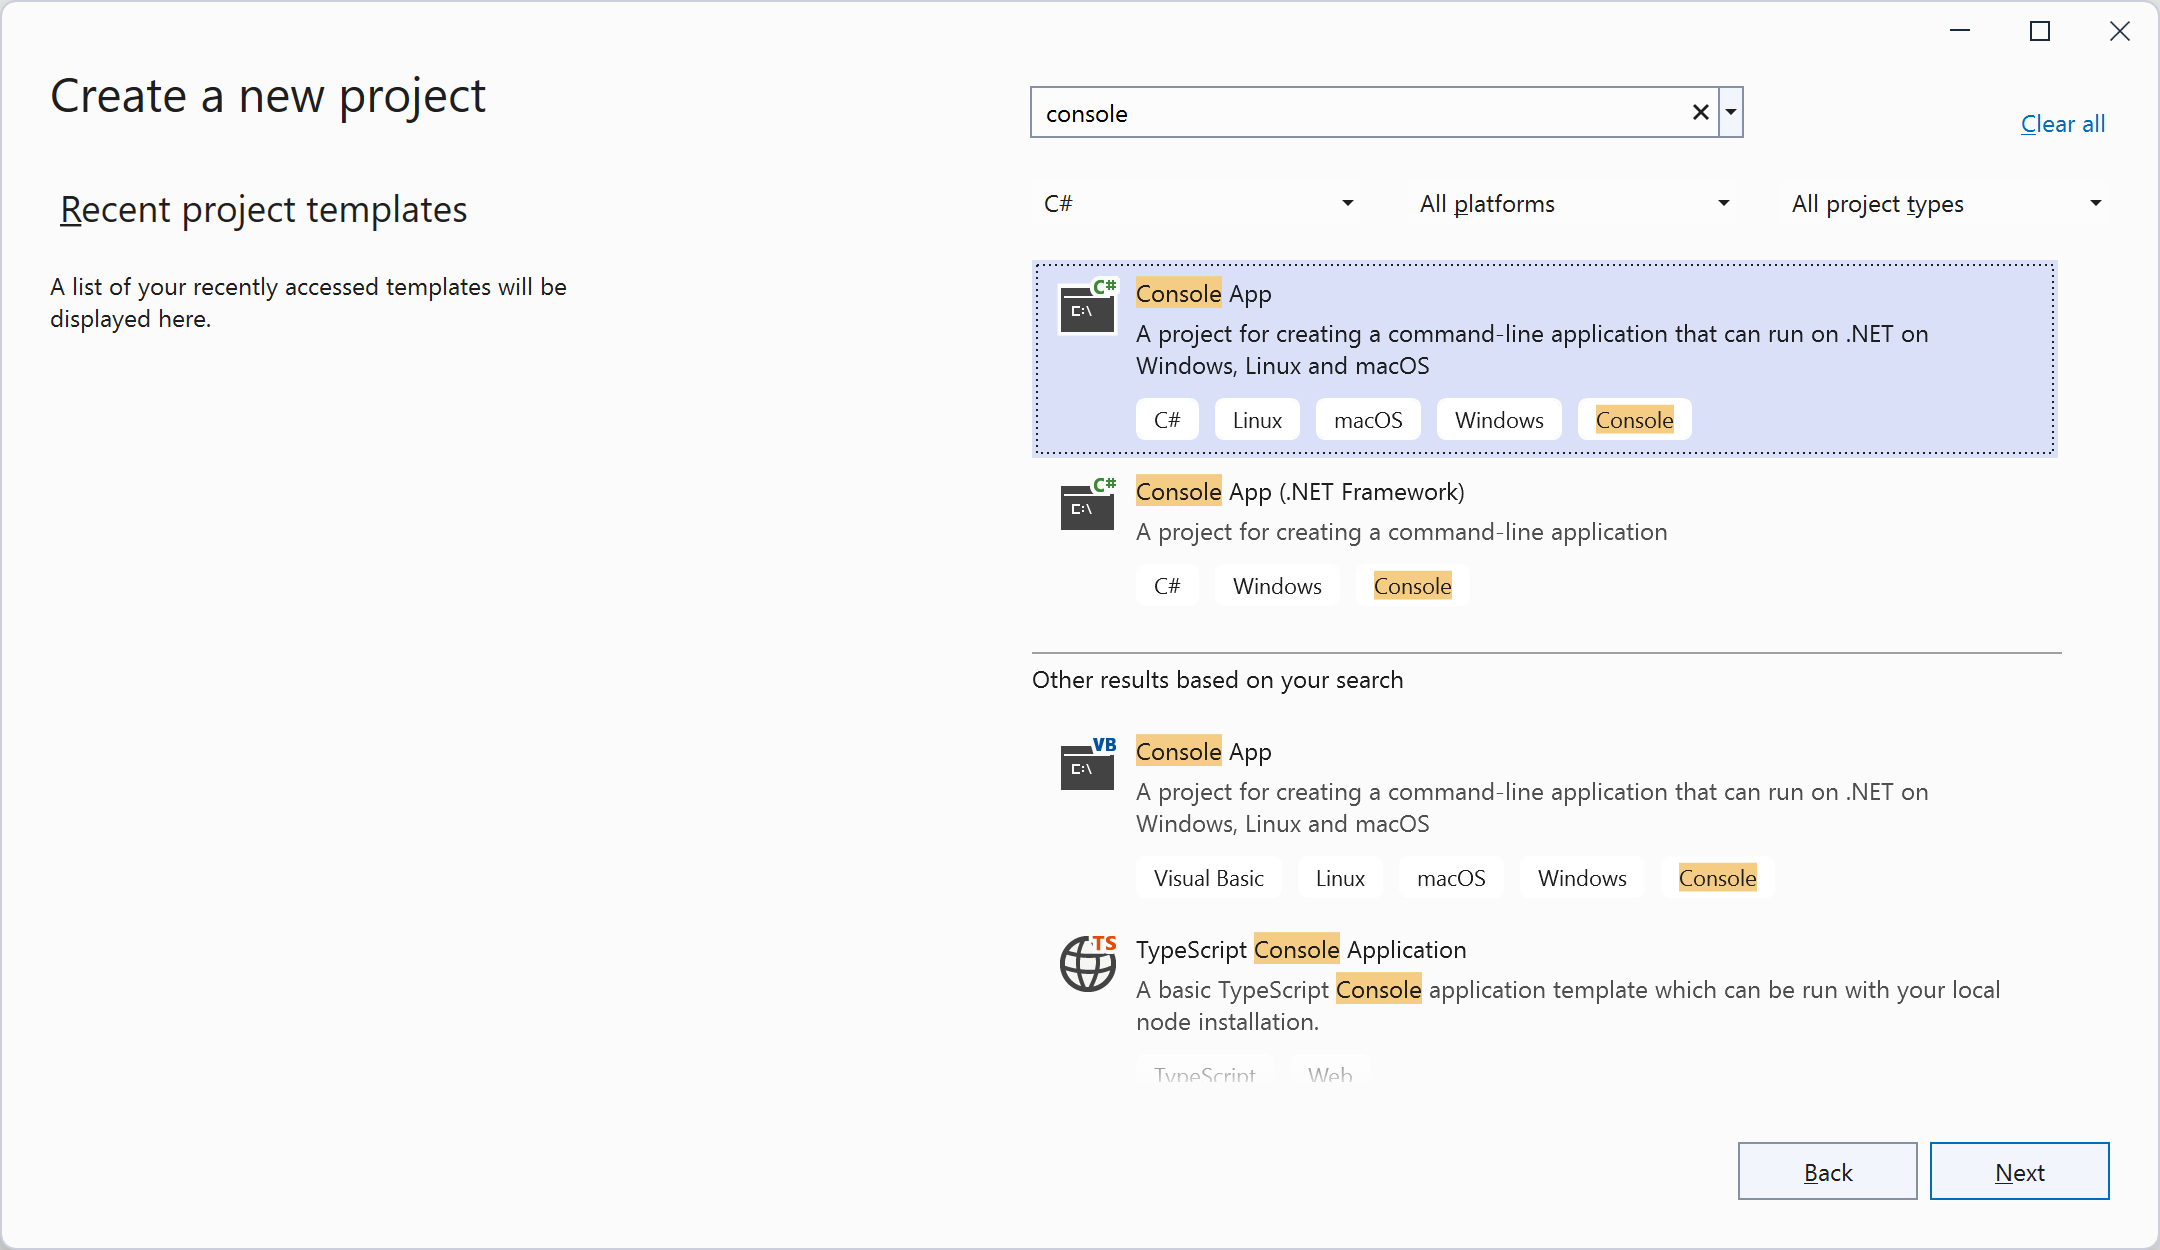 Create a new project
Recent project templates
A list of your recently accessed templates will be
displayed here.
console
Clear all
C#
All platforms
All project types
C#
C:\
Console App
A project for creating a command-line application that can run on .NET on
Windows, Linux and macOS
C# Linux macOS Windows Console
C#
C:\
Console App (.NET Framework)
A project for creating a command-line application
C# Windows Console
Other results based on your search
VB
C:\
Console App
A project for creating a command-line application that can run on .NET on
Windows, Linux and macOS
Visual Basic Linux macOS Windows Console
TS
TypeScript Console Application
A basic TypeScript Console application template which can be run with your local
node installation.
TypeScript Web
Back
Next